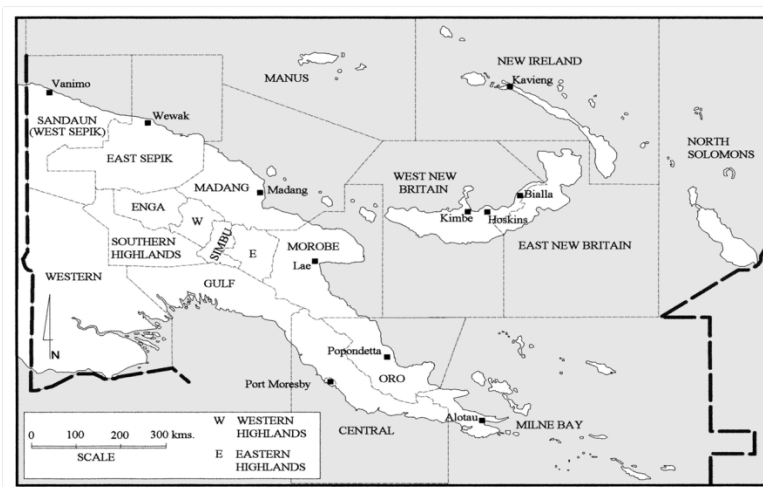 NEW IRELAND
Kavieng
MANUS
Vanimo
SANDAUN
(WEST SEPIK)
Wewak
EAST SEPIK
NORTH
SOLOMONS
WEST NEW
BRITAIN
Bialla
MADANG
Madang
ENGA
W
Kimbe
Hoskins
SIMBU
SOUTHERN
HIGHLANDS
E
MOROBE
EAST NEW BRITAIN
Lae
WESTERN
GULF
N
Popondetta
ORO
Port Moresby
Alotau
MILNE BAY
CENTRAL
0 100 200 300 kms.
SCALE
W WESTERN
HIGHLANDS
E EASTERN
HIGHLANDS